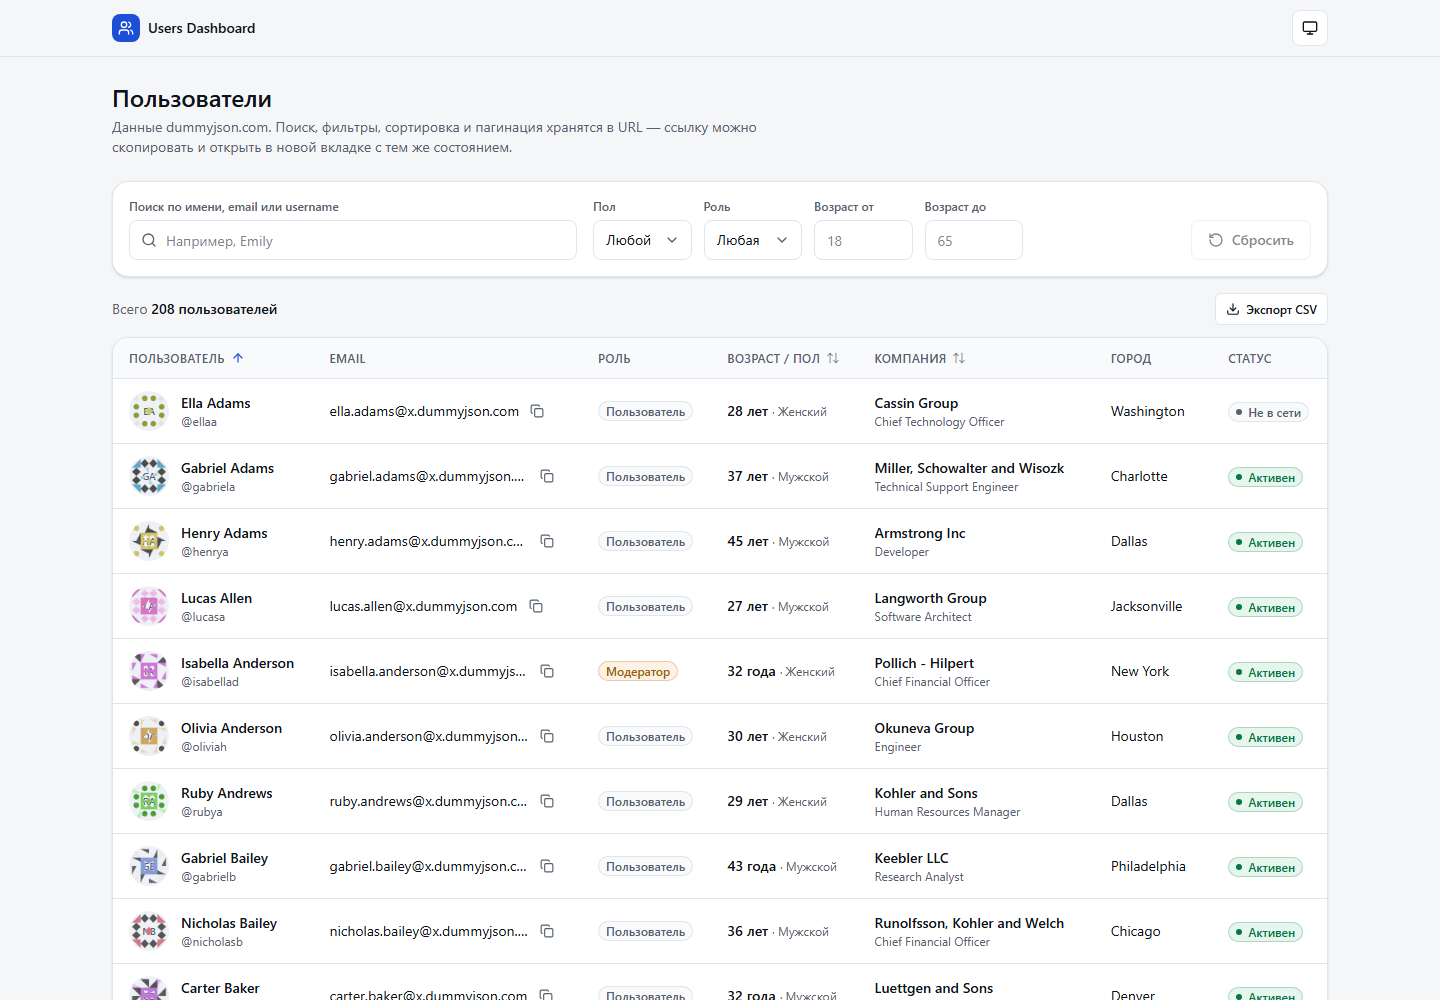 Users Dashboard
Пользователи
Данные dummyjson.com. Поиск, фильтры, сортировка и пагинация хранятся в URL — ссылку можно
скопировать и открыть в новой вкладке с тем же состоянием.
Поиск по имени, email или username Пол Роль Возраст от Возраст до
Например, Emily Любой Любая 18 65 Сбросить
Всего 208 пользователей Экспорт CSV
ПОЛЬЗОВАТЕЛЬ EMAIL РОЛЬ ВОЗРАСТ / ПОЛ КОМПАНИЯ ГОРОД СТАТУС
Ella Adams
@ellaa
ella.adams@x.dummyjson.com Пользователь 28 лет · Женский
Cassin Group
Chief Technology Officer
Washington Не в сети
Gabriel Adams
@gabriela
gabriel.adams@x.dummyjson.... Пользователь 37 лет · Мужской
Miller, Schowalter and Wisozk
Technical Support Engineer
Charlotte Активен
Henry Adams
@henrya
henry.adams@x.dummyjson.c... Пользователь 45 лет · Мужской
Armstrong Inc
Developer
Dallas Активен
Lucas Allen
@lucasa
lucas.allen@x.dummyjson.com Пользователь 27 лет · Мужской
Langworth Group
Software Architect
Jacksonville Активен
Isabella Anderson
@isabellad
isabella.anderson@x.dummyjs... Модератор 32 года · Женский
Pollich - Hilpert
Chief Financial Officer
New York Активен
Olivia Anderson
@oliviah
olivia.anderson@x.dummyjson... Пользователь 30 лет · Женский
Okuneva Group
Engineer
Houston Активен
Ruby Andrews
@rubya
ruby.andrews@x.dummyjson.c... Пользователь 29 лет · Женский
Kohler and Sons
Human Resources Manager
Dallas Активен
Gabriel Bailey
@gabrielb
gabriel.bailey@x.dummyjson.c... Пользователь 43 года · Мужской
Keebler LLC
Research Analyst
Philadelphia Активен
Nicholas Bailey
@nicholasb
nicholas.bailey@x.dummyjson.... Пользователь 36 лет · Мужской
Runolfsson, Kohler and Welch
Chief Financial Officer
Chicago Активен
Carter Baker
carter.baker@x.dummyjson.com Пользователь 32 года · Мужской
Luettgen and Sons
Denver Активен